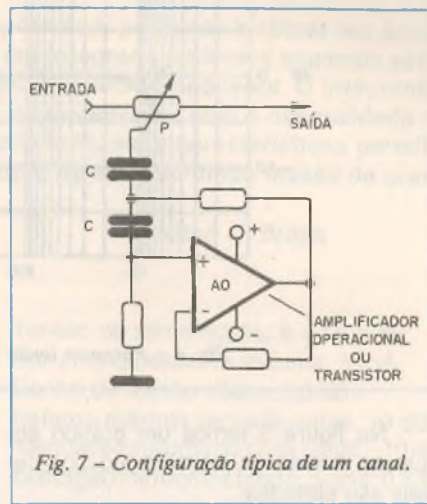 ENTRADA
P
SAÍDA
C
C
+
+
AO
-
-
AMPLIFICADOR
OPERACIONAL
OU
TRANSISTOR
Fig. 7 – Configuração típica de um canal.